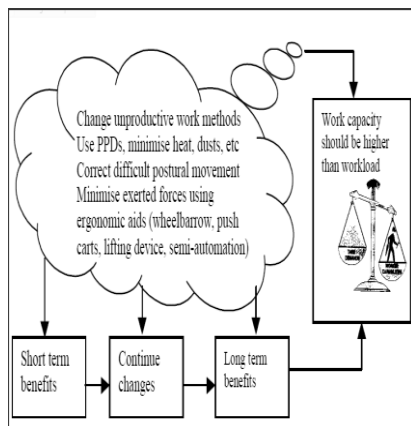 Change unproductive work methods
Use PPDs, minimise heat, dusts, etc
Correct difficult postural movement
Minimise exerted forces using
ergonomic aids (wheelbarrow, push
carts, lifting device, semi-automation)
Work capacity
should be higher
than workload
Short term
benefits
Continue
changes
Long term
benefits